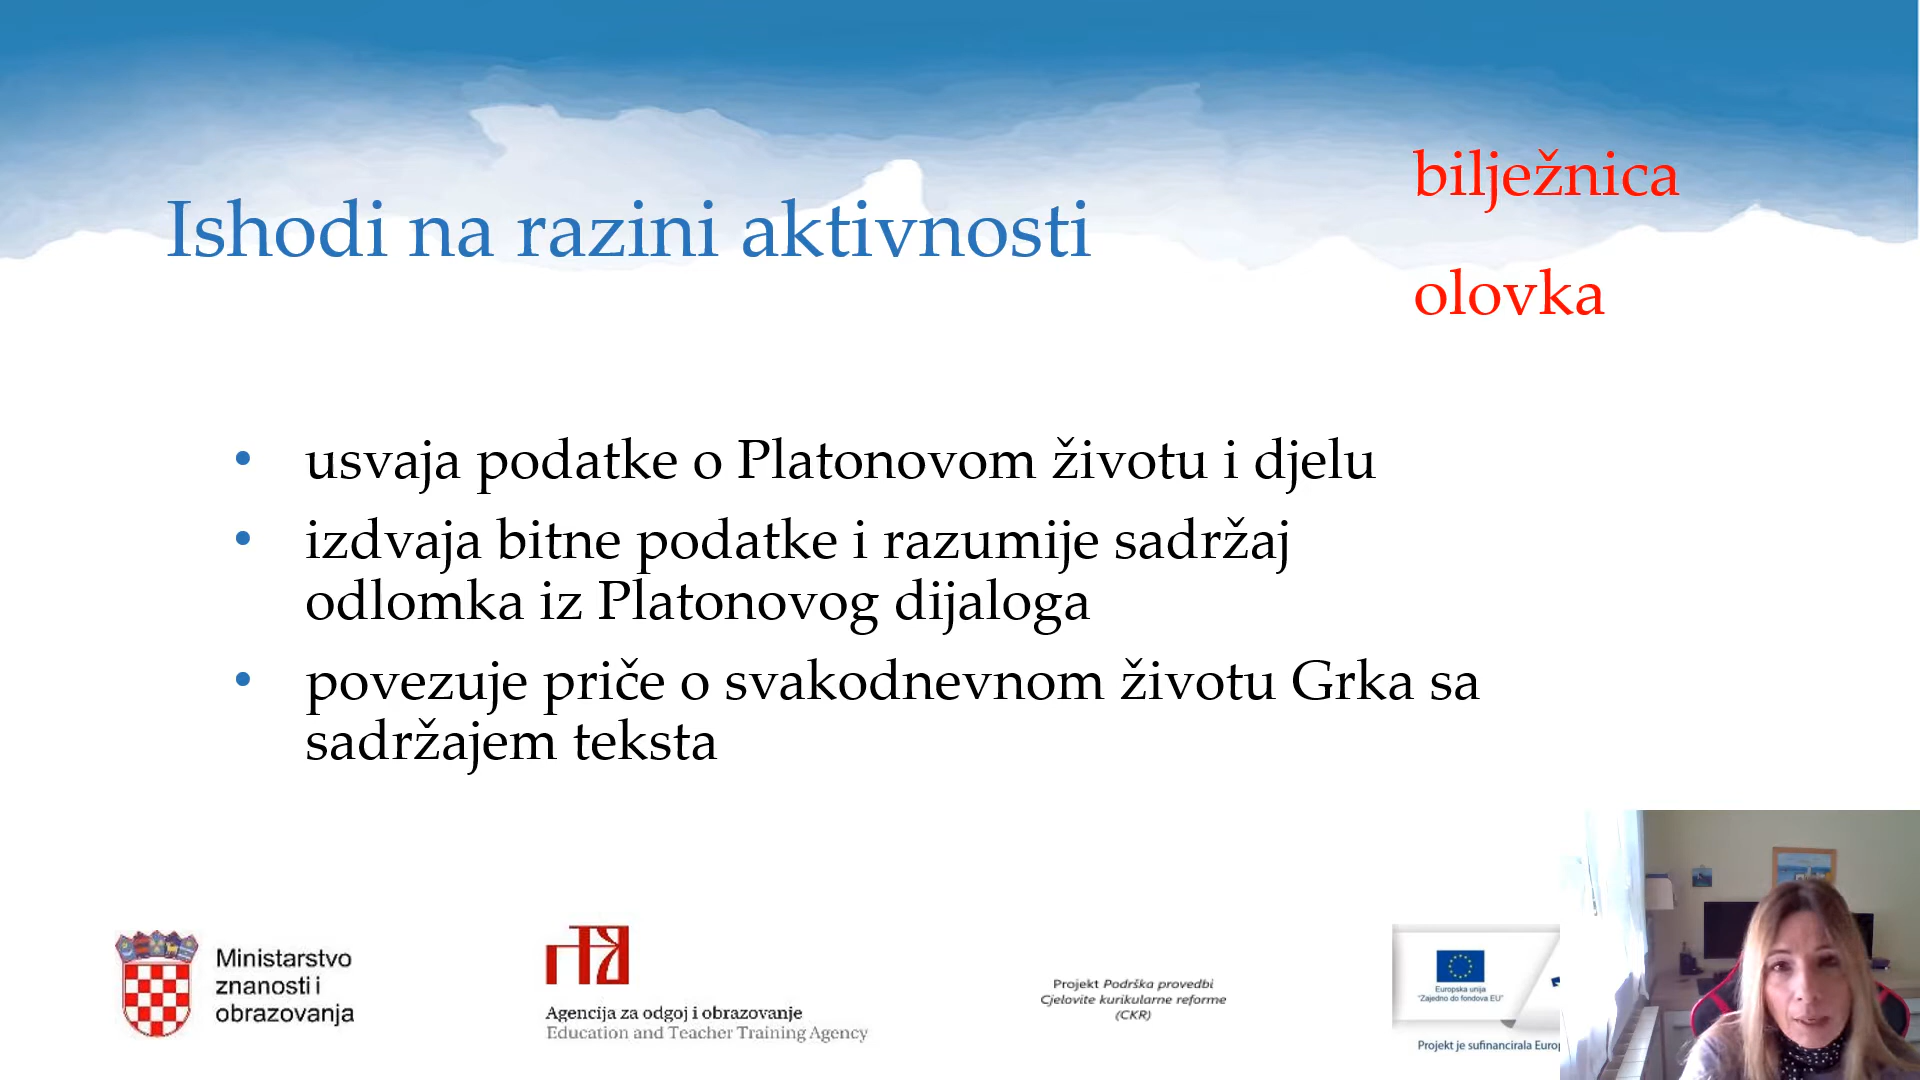 bilježnica
Ishodi na razini aktivnosti
olovka
• usvaja podatke o Platonovom životu i djelu
• izdvaja bitne podatke i razumije sadržaj
odlomka iz Platonovog dijaloga
• povezuje priče o svakodnevnom životu Grka sa
sadržajem teksta
Ministarstvo
znanosti i
obrazovanja
Agencija za odgoj i obrazovanje
Education and Teacher Training Agency
Projekt Podrška provedbi
Cjelovite kurikularne reforme
(CKR)
Europska unija
"Zajedno do fondova EU"
Projekt je sufinancirala